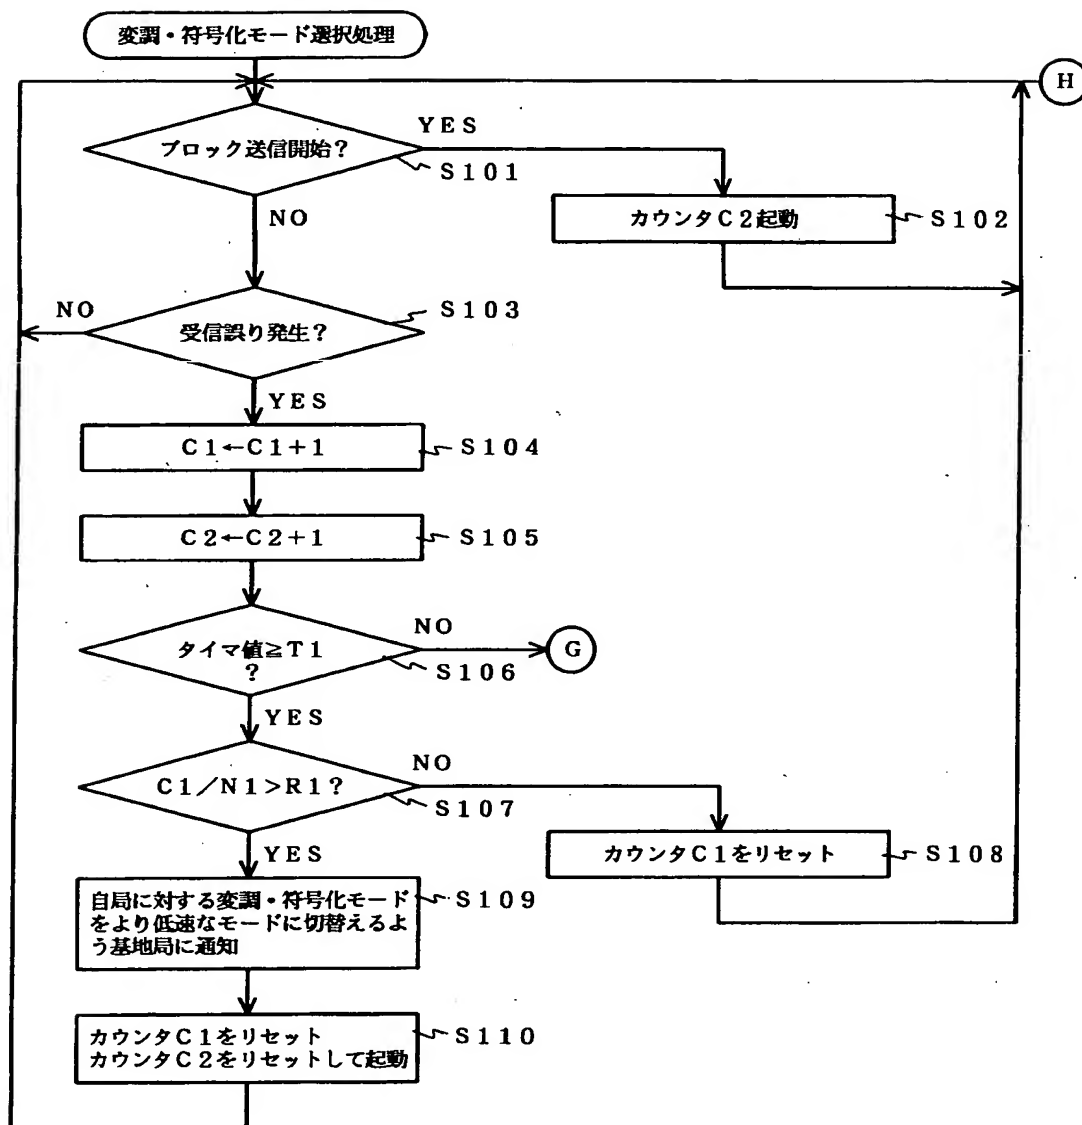 変調・符号化モード選択処理
H
ブロック送信開始?
YES
S101
NO
カウンタC2起動
S102
受信誤り発生?
NO
S103
YES
C1←C1+1
S104
C2←C2+1
S105
タイマ値≧T1
?
NO
S106
G
YES
C1/N1>R1?
NO
S107
YES
カウンタC1をリセット
S108
自局に対する変調・符号化モード
をより低速なモードに切替えるよ
う基地局に通知
S109
カウンタC1をリセット
カウンタC2をリセットして起動
S110